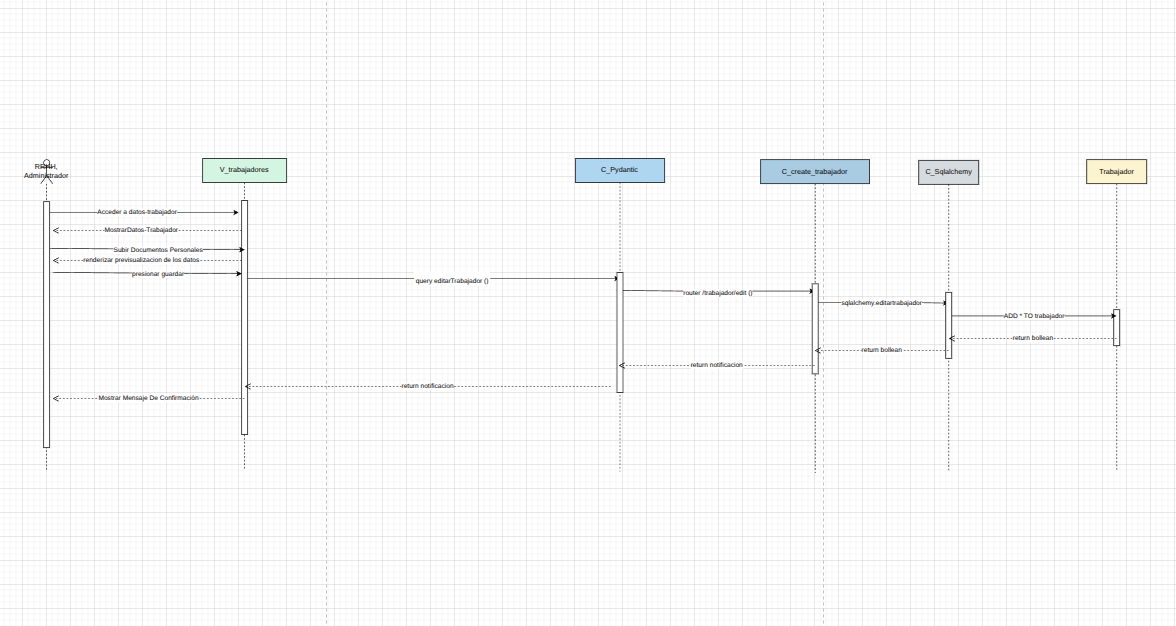 RRHH,
Administrador
V_trabajadores
C_Pydantic
C_create_trabajador
C_Sqlalchemy
Trabajador
Acceder a datos-trabajador
MostrarDatos-Trabajador
Subir Documentos Personales
renderizar previsualizacion de los datos
presionar guardar
query editarTrabajador ()
router /trabajador/edit ()
sqlalchemy.editartrabajador
ADD * TO trabajador
return bollean
return bollean
return notificacion
return notificacion
Mostrar Mensaje De Confirmación